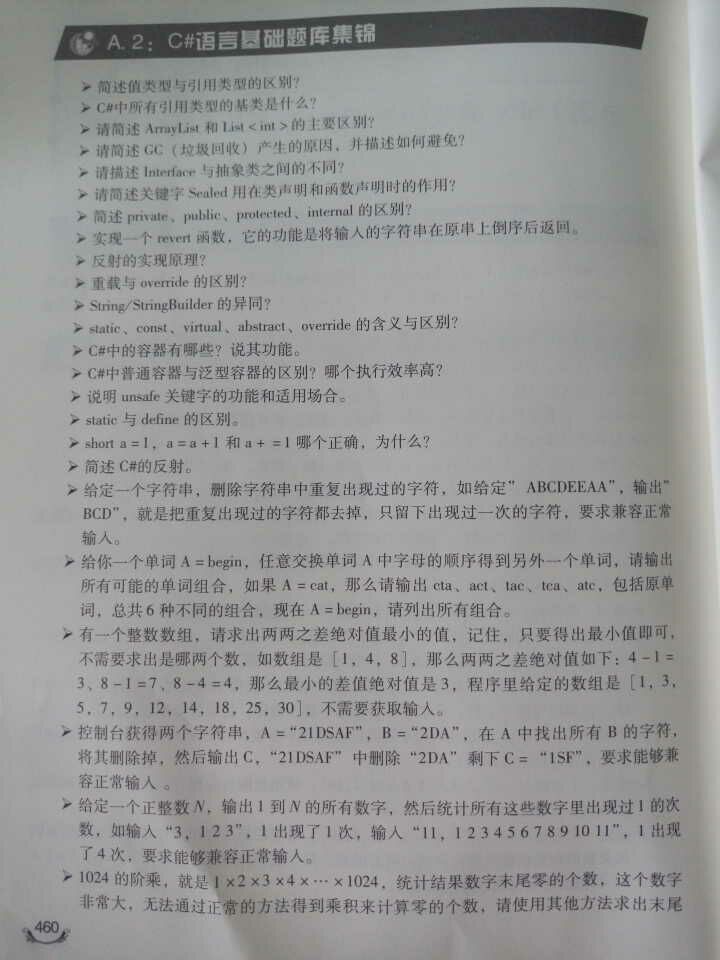 A. 2：C#语言基础题库集锦
➢ 简述值类型与引用类型的区别？
➢ C#中所有引用类型的基类是什么？
➢ 请简述 ArrayList 和 List < int > 的主要区别？
➢ 请简述 GC（垃圾回收）产生的原因，并描述如何避免？
➢ 请描述 Interface 与抽象类之间的不同？
➢ 请简述关键字 Sealed 用在类声明和函数声明时的作用？
➢ 简述 private、public、protected、internal 的区别？
➢ 实现一个 revert 函数，它的功能是将输入的字符串在原串上倒序后返回。
➢ 反射的实现原理？
➢ 重载与 override 的区别？
➢ String/StringBuilder 的异同？
➢ static、const、virtual、abstract、override 的含义与区别？
➢ C#中的容器有哪些？说其功能。
➢ C#中普通容器与泛型容器的区别？哪个执行效率高？
➢ 说明 unsafe 关键字的功能和适用场合。
➢ static 与 define 的区别。
➢ short a = 1，a = a + 1 和 a + = 1 哪个正确，为什么？
➢ 简述 C#的反射。
➢ 给定一个字符串，删除字符串中重复出现过的字符，如给定” ABCDEEAA”，输出”
BCD”，就是把重复出现过的字符都去掉，只留下出现过一次的字符，要求兼容正常
输入。
➢ 给你一个单词 A = begin，任意交换单词 A 中字母的顺序得到另外一个单词，请输出
所有可能的单词组合，如果 A = cat，那么请输出 cta、act、tac、tca、atc，包括原单
词，总共 6 种不同的组合，现在 A = begin，请列出所有组合。
➢ 有一个整数数组，请求出两两之差绝对值最小的值，记住，只要得出最小值即可，
不需要求出是哪两个数，如数组是［1，4，8］，那么两两之差绝对值如下：4 - 1 =
3、8 - 1 = 7、8 - 4 = 4，那么最小的差值绝对值是 3，程序里给定的数组是［1，3，
5，7，9，12，14，18，25，30］，不需要获取输入。
➢ 控制台获得两个字符串，A = “21DSAF”，B = “2DA”，在 A 中找出所有 B 的字符，
将其删除掉，然后输出 C，“21DSAF” 中删除 “2DA” 剩下 C = “1SF”，要求能够兼
容正常输入 。
➢ 给定一个正整数 N，输出 1 到 N 的所有数字，然后统计所有这些数字里出现过 1 的次
数，如输入 “3，1 2 3”，1 出现了 1 次，输入 “11，1 2 3 4 5 6 7 8 9 10 11”，1 出现
了 4 次，要求能够兼容正常输入。
➢ 1024 的阶乘，就是 1 × 2 × 3 × 4 × … × 1024，统计结果数字末尾零的个数，这个数字
非常大，无法通过正常的方法得到乘积来计算零的个数，请使用其他方法求出末尾
460